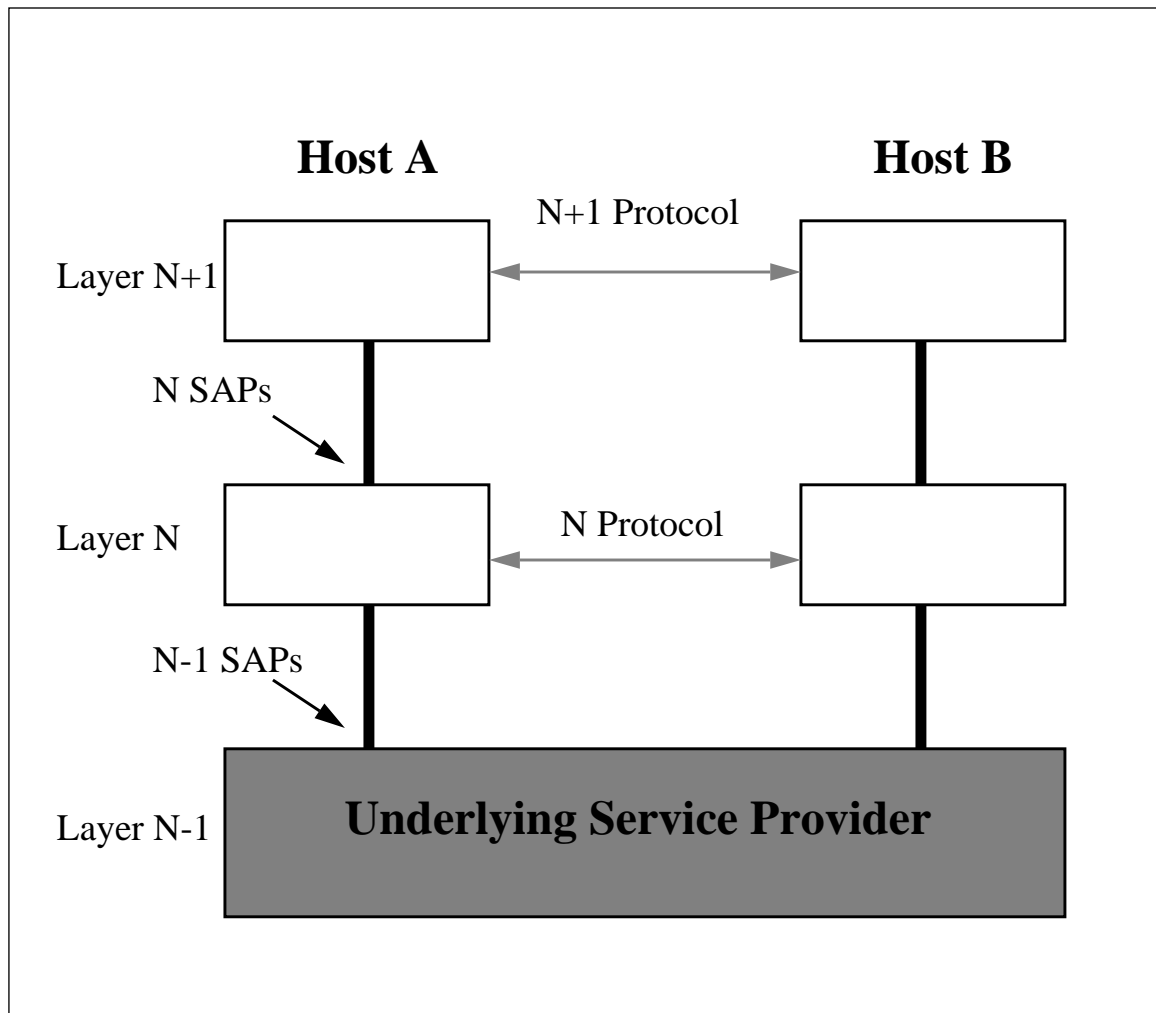 Host A
Host B
N+1 Protocol
Layer N+1
N SAPs
Layer N
N Protocol
N-1 SAPs
Layer N-1
Underlying Service Provider